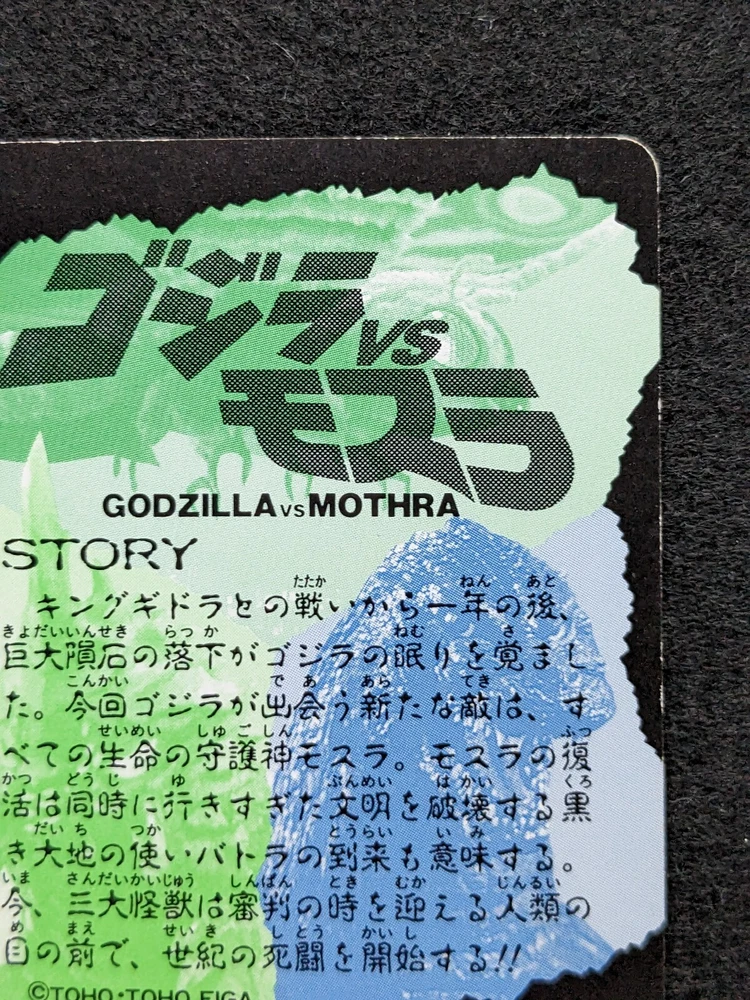 ゴジラVS
モスラ
GODZILLA VS MOTHRA
STORY
キングギドラとの戦いから一年の後、
巨大隕石の落下がゴジラの眠りを覚まし
た。今回ゴジラが出会う新たな敵は、す
べての生命の守護神モスラ。モスラの復
活は同時に行きすぎた文明を破壊する黒
き大地の使いバトラの到来も意味する。
今、三大怪獣は審判の時を迎える人類の
目の前で、世紀の死闘を開始する!!
©TOHO・TOHO EIGA